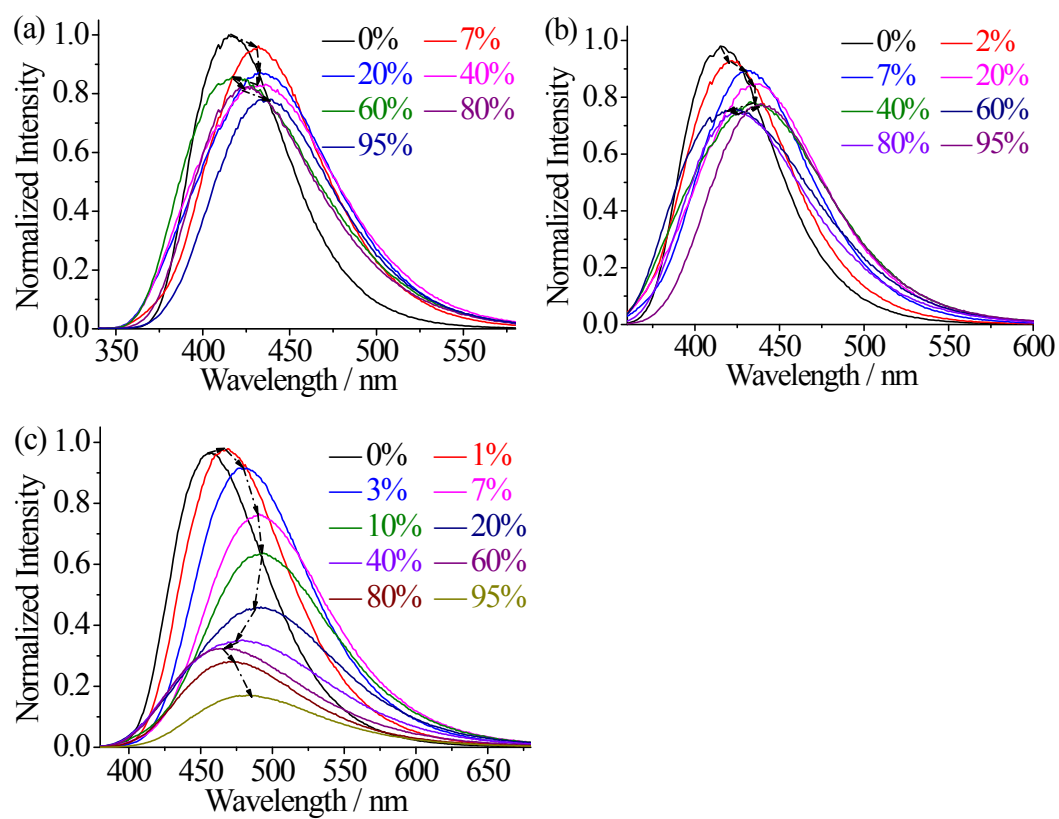 (a)
Normalized Intensity
1.0
0.8
0.6
0.4
0.2
0.0
0% 7%
20% 40%
60% 80%
95%
350 400 450 500 550
Wavelength / nm
(b)
Normalized Intensity
1.0
0.8
0.6
0.4
0.2
0.0
0% 2%
7% 20%
40% 60%
80% 95%
400 450 500 550 600
Wavelength / nm
(c)
Normalized Intensity
1.0
0.8
0.6
0.4
0.2
0.0
0% 1%
3% 7%
10% 20%
40% 60%
80% 95%
400 450 500 550 600 650
Wavelength / nm